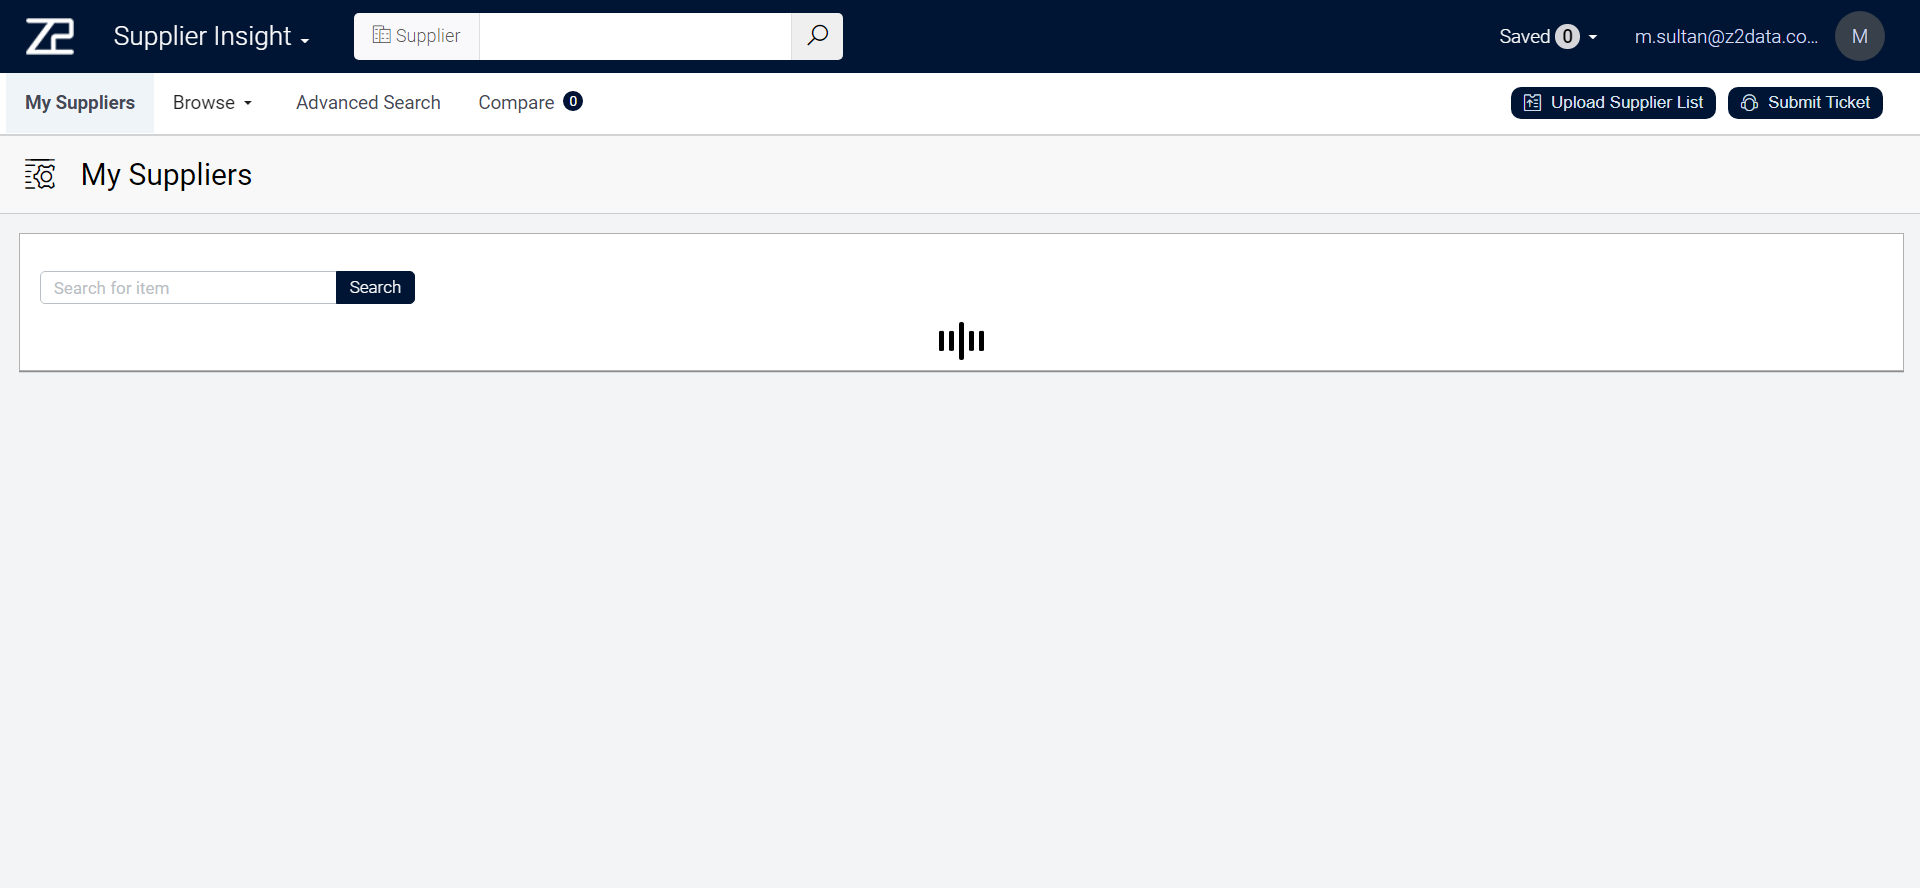 Z2
Supplier Insight
Supplier
Saved 0
m.sultan@z2data.co...
M
My Suppliers
Browse
Advanced Search
Compare 0
Upload Supplier List
Submit Ticket
My Suppliers
Search for item
Search